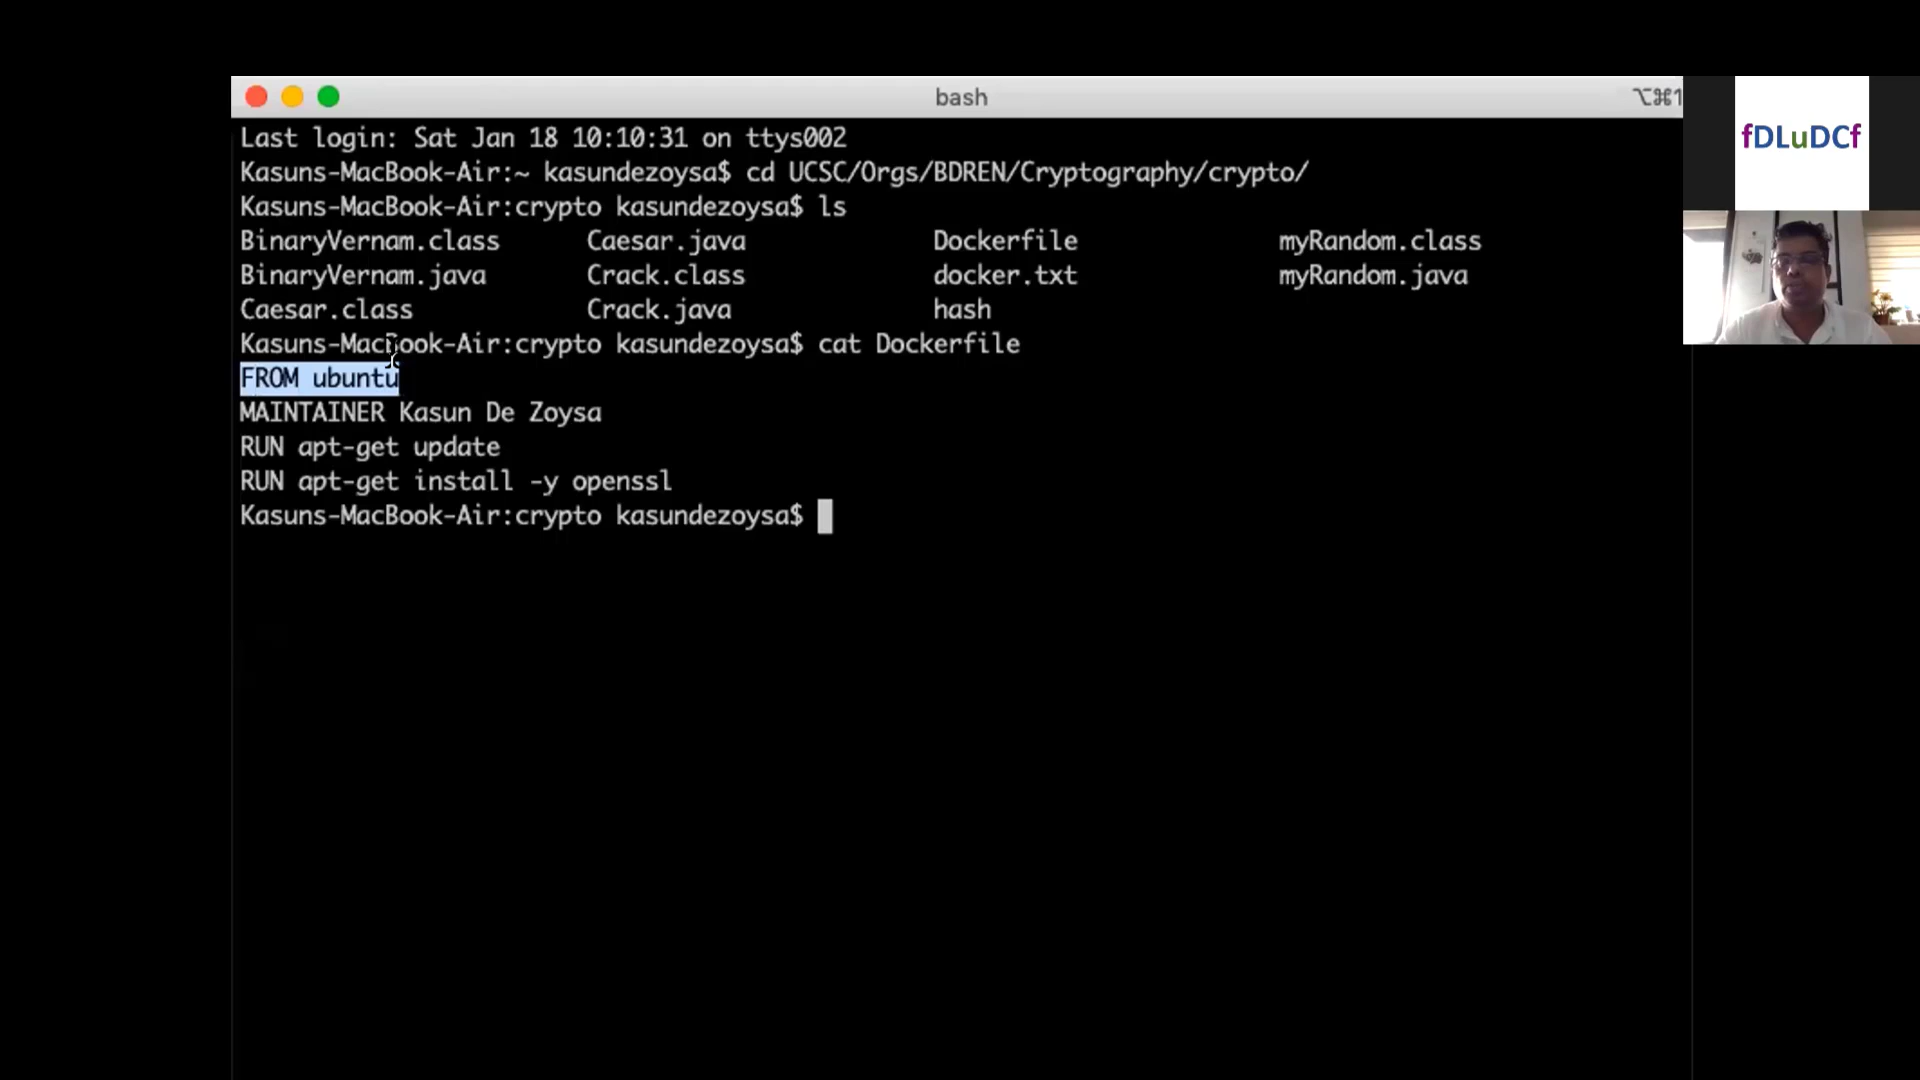 bash
⌥⌘1
Last login: Sat Jan 18 10:10:31 on ttys002
Kasuns-MacBook-Air:~ kasundezoysa$ cd UCSC/Orgs/BDREN/Cryptography/crypto/
Kasuns-MacBook-Air:crypto kasundezoysa$ ls
BinaryVernam.class Caesar.java Dockerfile myRandom.class
BinaryVernam.java Crack.class docker.txt myRandom.java
Caesar.class Crack.java hash
Kasuns-MacBook-Air:crypto kasundezoysa$ cat Dockerfile
FROM ubuntu
MAINTAINER Kasun De Zoysa
RUN apt-get update
RUN apt-get install -y openssl
Kasuns-MacBook-Air:crypto kasundezoysa$
fDLuDCf